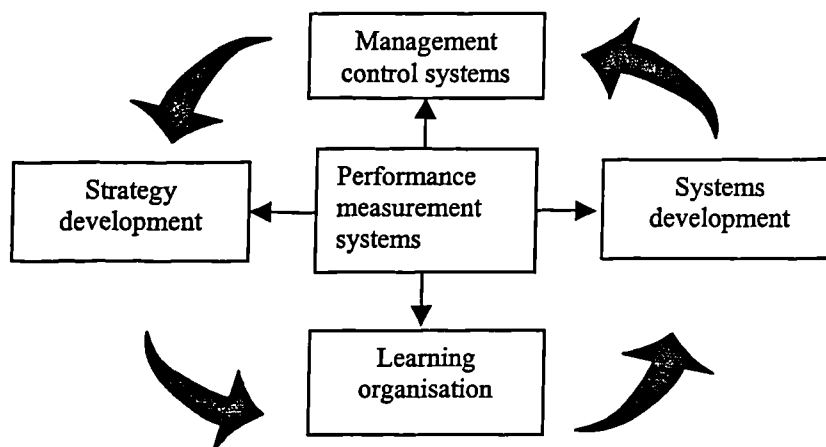 Management
control systems
Strategy
development
Performance
measurement
systems
Systems
development
Learning
organisation